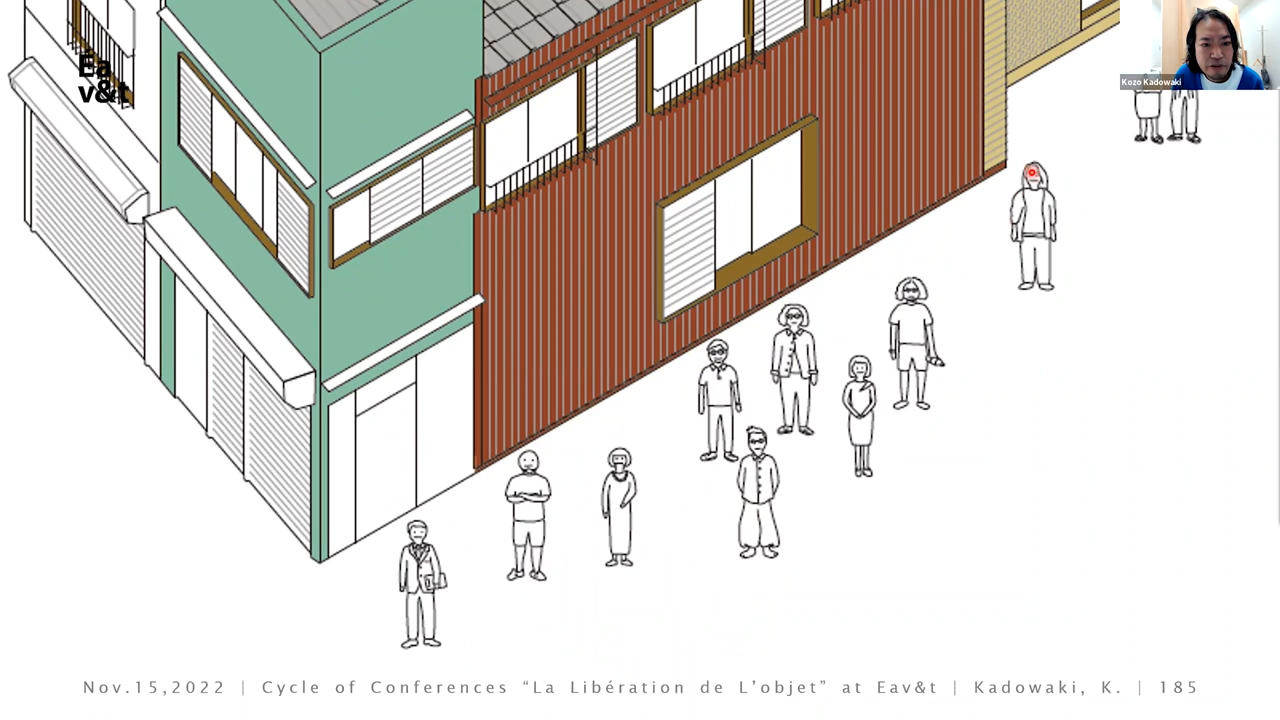 Ea
v&t
Kozo Kadowaki
Nov.15,2022 | Cycle of Conferences “La Libération de L’objet” at Eav&t | Kadowaki, K. | 185